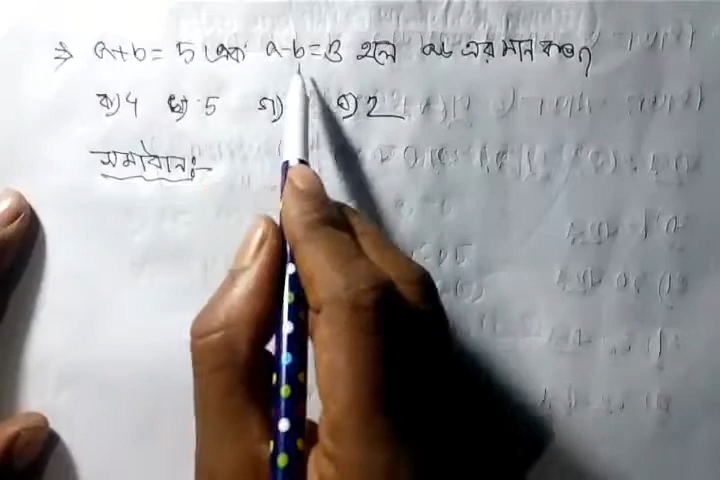 ⇒ a+b = 5 এবং a-b=3 হলে ab এর মান কত?
ক) 4 খ) 5 গ) ঘ) 2
সমাধানঃ